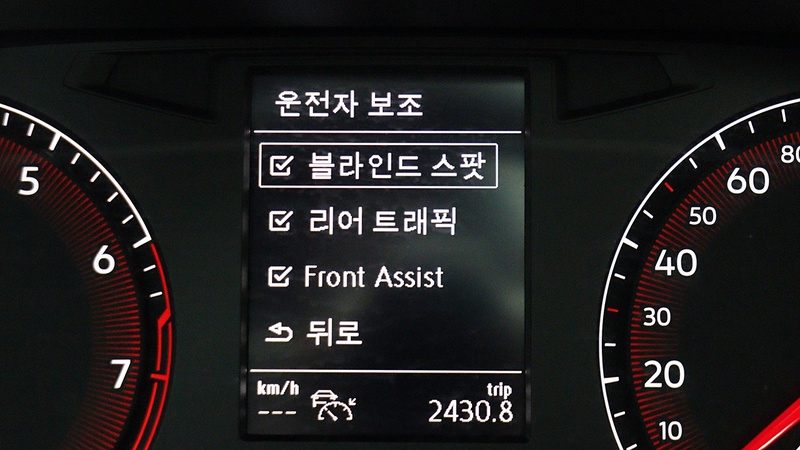 운전자 보조
블라인드 스팟
리어 트래픽
Front Assist
뒤로
km/h
---
trip
2430.8
5
6
7
80
60
50
40
30
20
10